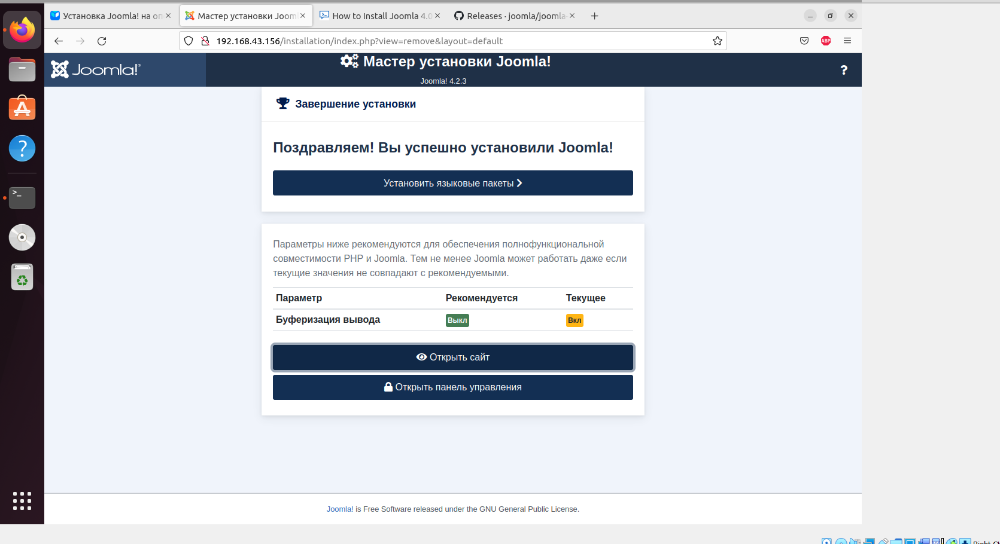 Установка Joomla! на оп
Мастер установки Joom
How to Install Joomla 4.0
Releases · joomla/joomla-
192.168.43.156/installation/index.php?view=remove&layout=default
ABP
Joomla!®
Мастер установки Joomla!
Joomla! 4.2.3
?
Завершение установки
Поздравляем! Вы успешно установили Joomla!
Установить языковые пакеты
Параметры ниже рекомендуются для обеспечения полнофункциональной
совместимости PHP и Joomla. Тем не менее Joomla может работать даже если
текущие значения не совпадают с рекомендуемыми.
Параметр Рекомендуется Текущее
Буферизация вывода Выкл Вкл
Открыть сайт
Открыть панель управления
Joomla! is Free Software released under the GNU General Public License.